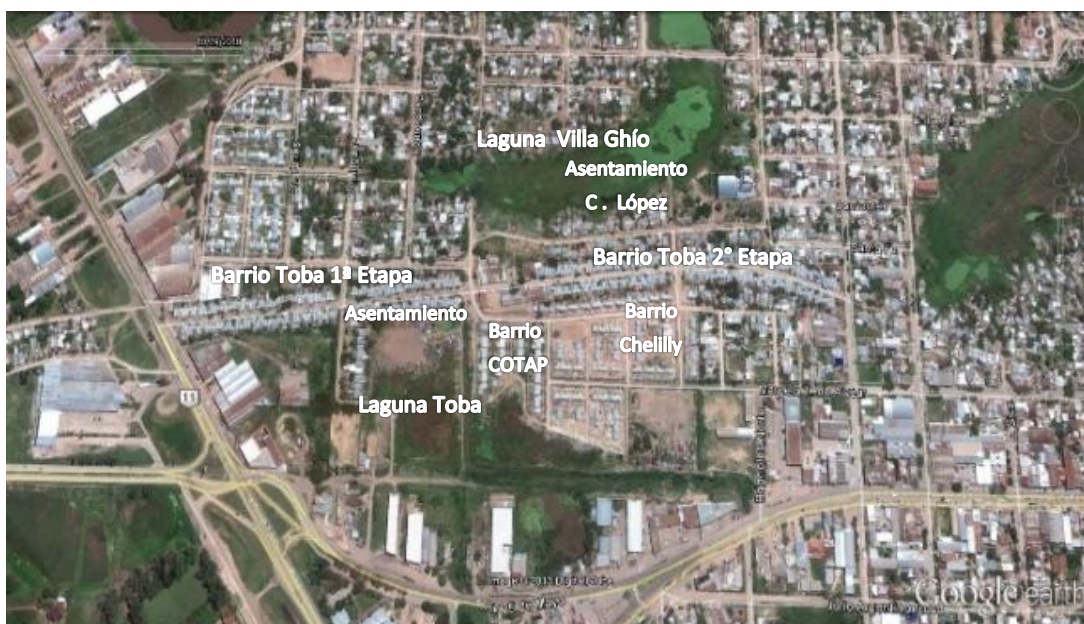 Laguna Villa Ghío
Asentamiento
C . López
Barrio Toba 2° Etapa
Barrio Toba 1ª Etapa
Asentamiento
Barrio
Chelilly
Barrio
COTAP
Laguna Toba
11
Google earth